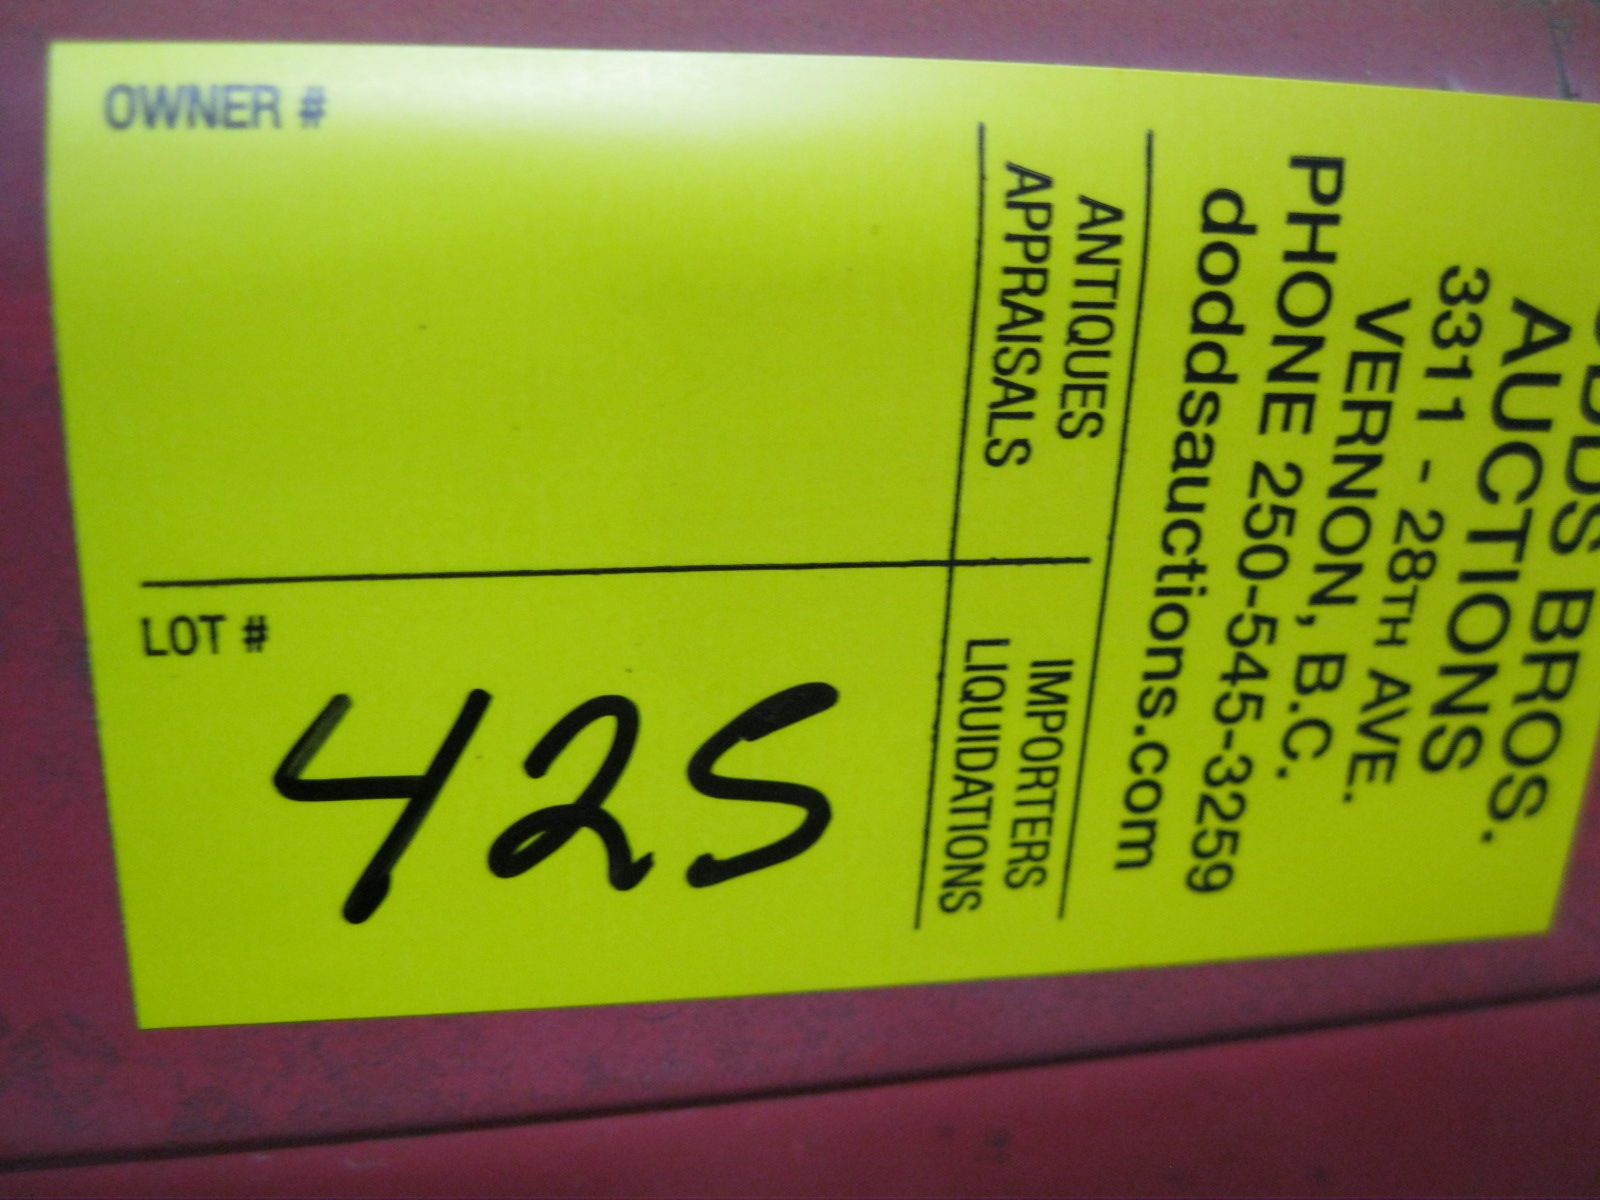 OWNER #
LOT #
425
BROS.
AUCTIONS
3311 - 28TH AVE.
VERNON, B.C.
PHONE 250-545-3259
doddsauctions.com
ANTIQUES
APPRAISALS
IMPORTERS
LIQUIDATIONS